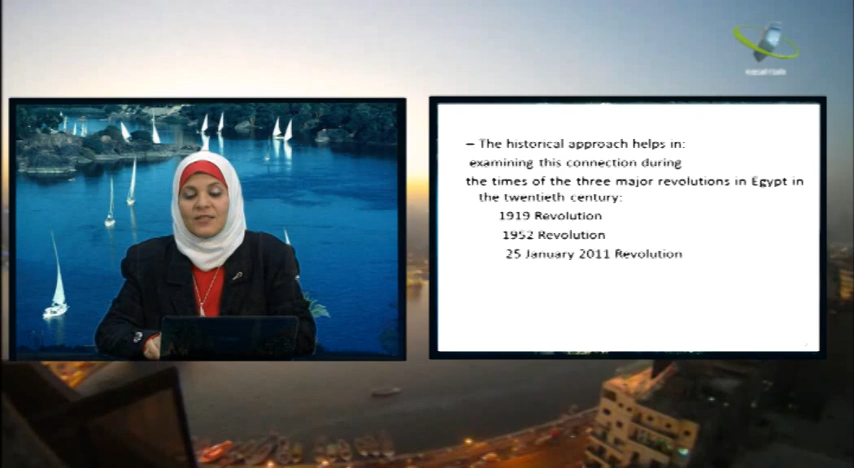 – The historical approach helps in:
examining this connection during
the times of the three major revolutions in Egypt in
the twentieth century:
1919 Revolution
1952 Revolution
25 January 2011 Revolution